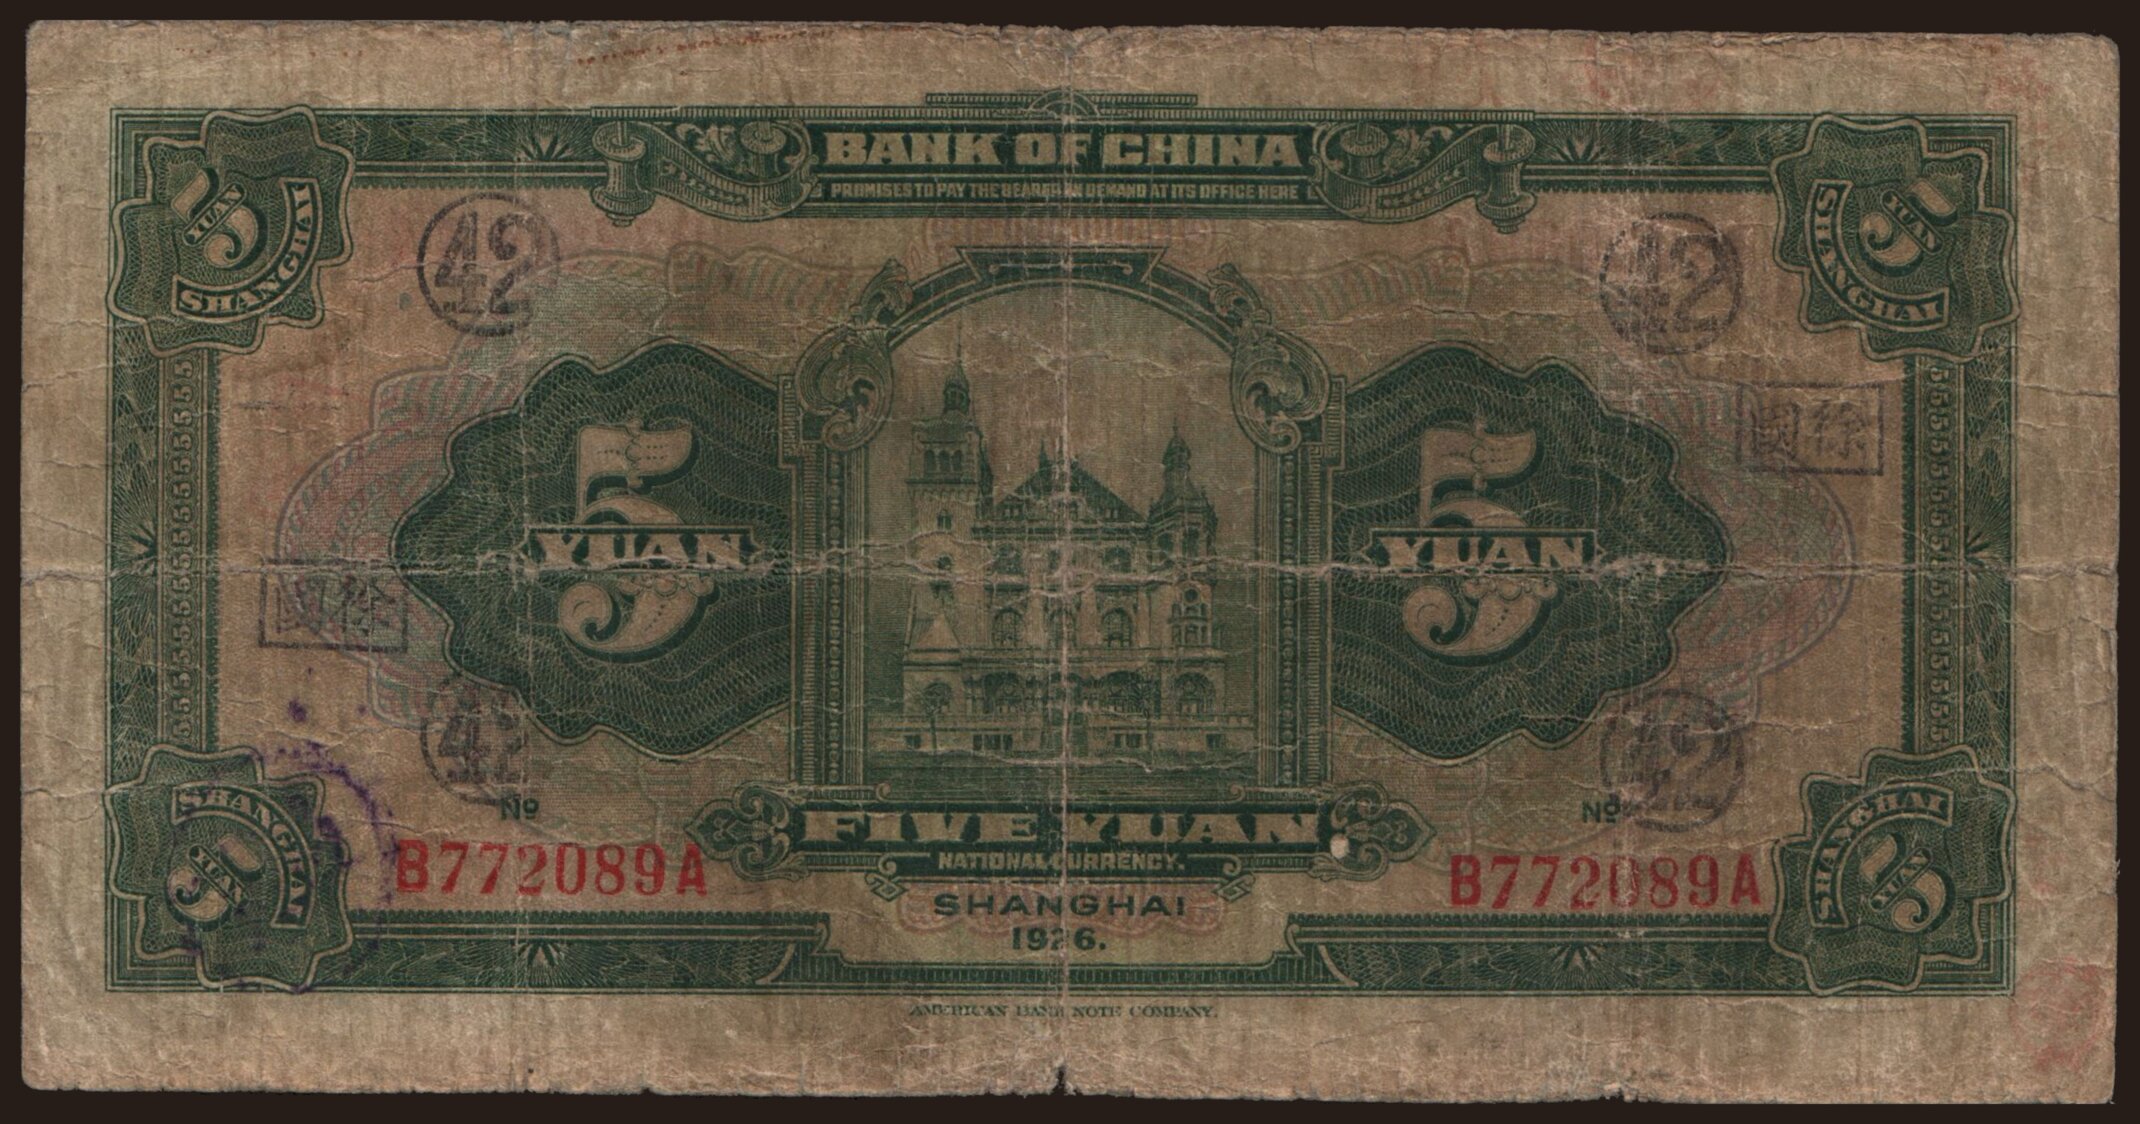 BANK OF CHINA
PROMISES TO PAY THE BEARER ON DEMAND AT ITS OFFICE HERE
5 YUAN SHANGHAI
5 YUAN SHANGHAI
42
42
5 YUAN
5 YUAN
徐
國
42
42
FIVE YUAN
NATIONAL CURRENCY.
Nº
Nº
B772089A
B772089A
SHANGHAI
1926.
5 YUAN SHANGHAI
5 YUAN SHANGHAI
AMERICAN BANK NOTE COMPANY.